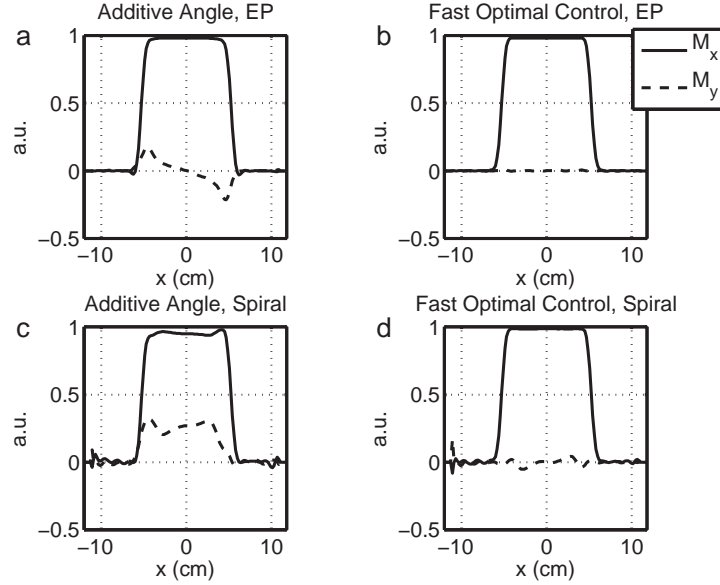 a
Additive Angle, EP
1
0.5
0
−0.5
a.u.
−10
0
10
x (cm)
b
Fast Optimal Control, EP
M_x
M_y
1
0.5
0
−0.5
a.u.
−10
0
10
x (cm)
c
Additive Angle, Spiral
1
0.5
0
−0.5
a.u.
−10
0
10
x (cm)
d
Fast Optimal Control, Spiral
1
0.5
0
−0.5
a.u.
−10
0
10
x (cm)